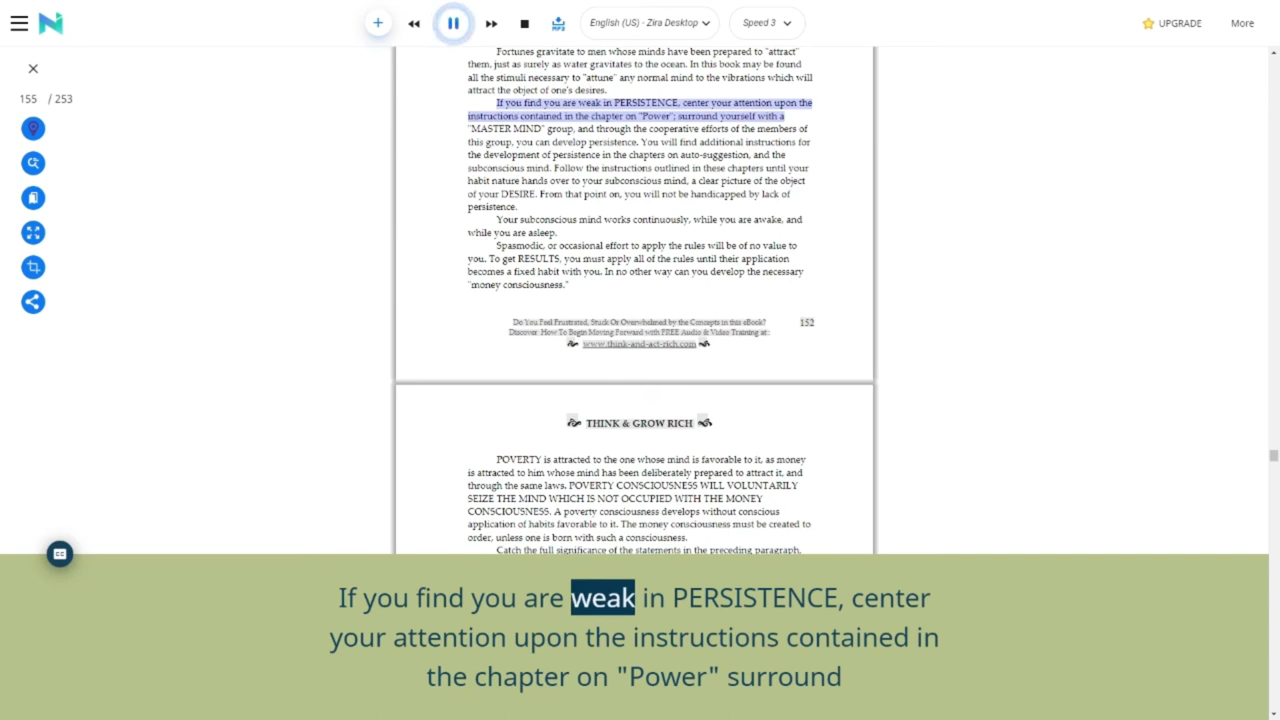 MP3
English (US) - Zira Desktop
Speed 3
UPGRADE
More
155 / 253
Fortunes gravitate to men whose minds have been prepared to "attract"
them, just as surely as water gravitates to the ocean. In this book may be found
all the stimuli necessary to "attune" any normal mind to the vibrations which will
attract the object of one's desires.
If you find you are weak in PERSISTENCE, center your attention upon the
instructions contained in the chapter on "Power"; surround yourself with a
"MASTER MIND" group, and through the cooperative efforts of the members of
this group, you can develop persistence. You will find additional instructions for
the development of persistence in the chapters on auto-suggestion, and the
subconscious mind. Follow the instructions outlined in these chapters until your
habit nature hands over to your subconscious mind, a clear picture of the object
of your DESIRE. From that point on, you will not be handicapped by lack of
persistence.
Your subconscious mind works continuously, while you are awake, and
while you are asleep.
Spasmodic, or occasional effort to apply the rules will be of no value to
you. To get RESULTS, you must apply all of the rules until their application
becomes a fixed habit with you. In no other way can you develop the necessary
"money consciousness."
Do You Feel Frustrated, Stuck Or Overwhelmed by the Concepts in this eBook?
152
Discover: How To Begin Moving Forward with FREE Audio & Video Training at:
www.think-and-act-rich.com
THINK & GROW RICH
POVERTY is attracted to the one whose mind is favorable to it, as money
is attracted to him whose mind has been deliberately prepared to attract it, and
through the same laws. POVERTY CONSCIOUSNESS WILL VOLUNTARILY
SEIZE THE MIND WHICH IS NOT OCCUPIED WITH THE MONEY
CONSCIOUSNESS. A poverty consciousness develops without conscious
application of habits favorable to it. The money consciousness must be created to
order, unless one is born with such a consciousness.
Catch the full significance of the statements in the preceding paragraph,
CC
If you find you are weak in PERSISTENCE, center
your attention upon the instructions contained in
the chapter on "Power" surround